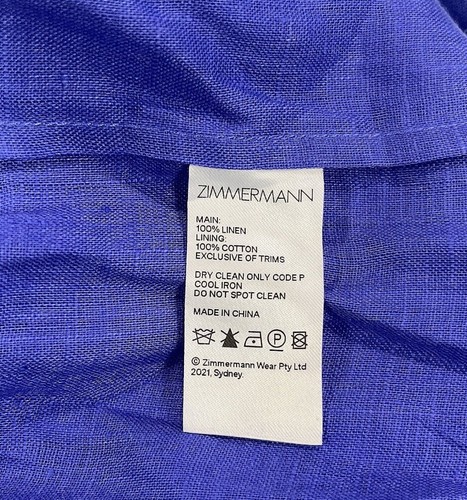 ZIMMERMANN
MAIN:
100% LINEN
LINING:
100% COTTON
EXCLUSIVE OF TRIMS
DRY CLEAN ONLY CODE P
COOL IRON
DO NOT SPOT CLEAN
MADE IN CHINA
P
© Zimmermann Wear Pty Ltd
2021, Sydney.